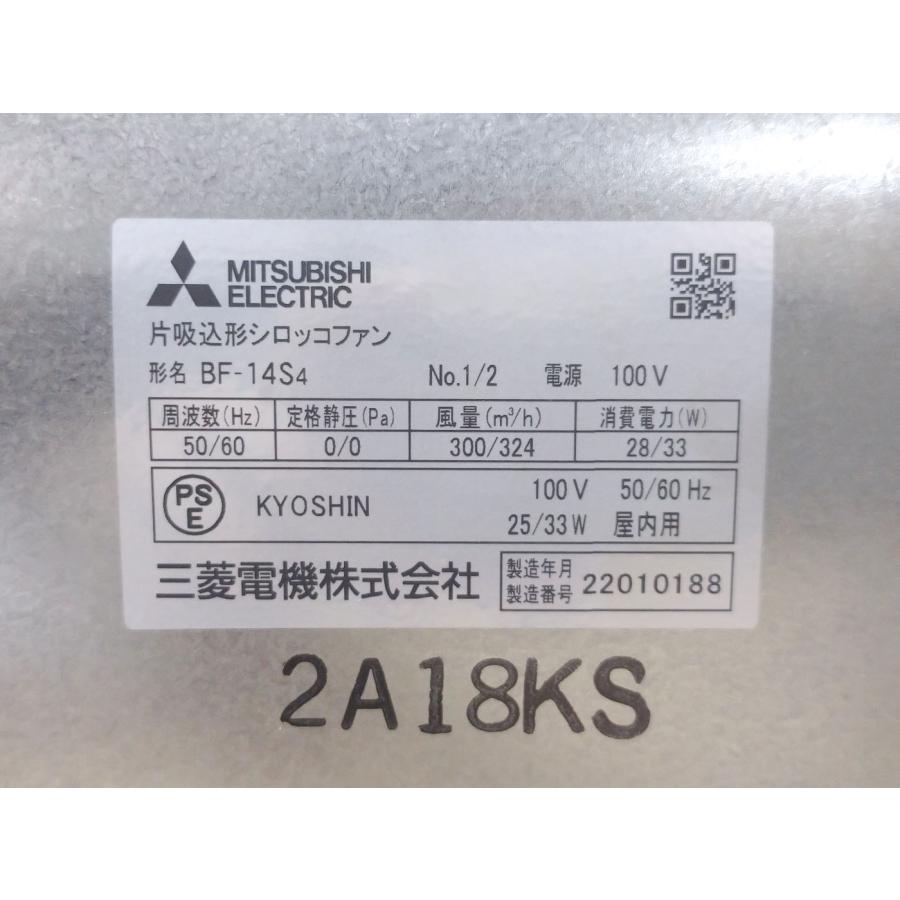 MITSUBISHI
ELECTRIC
片吸込形シロッコファン
形名 BF-14S4 No.1/2 電源 100V
周波数(Hz) 定格静圧(Pa) 風量(m³/h) 消費電力(W)
50/60 0/0 300/324 28/33
PSE KYOSHIN 100V 50/60Hz
25/33W 屋内用
三菱電機株式会社
製造年月
製造番号 22010188
2A18KS